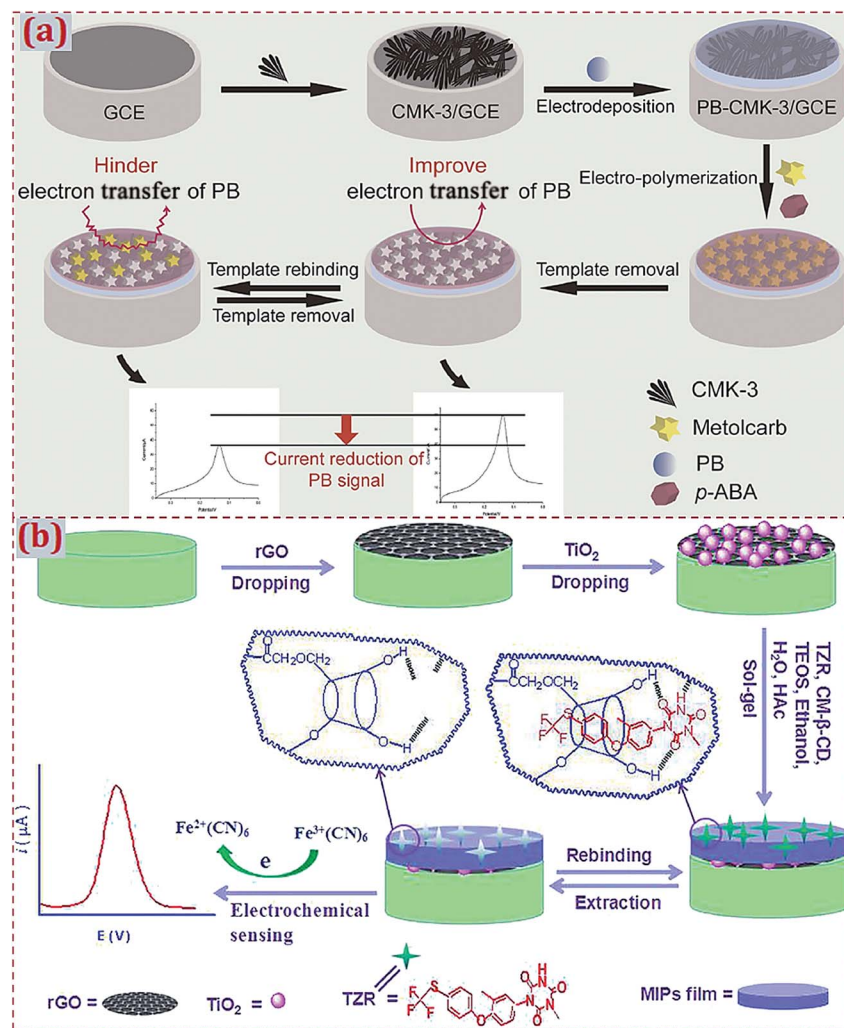 (a)
GCE
CMK-3/GCE
Electrodeposition
PB-CMK-3/GCE
Hinder
electron transfer of PB
Improve
electron transfer of PB
Electro-polymerization
Template rebinding
Template removal
Template removal
Current reduction of
PB signal
CMK-3
Metolcarb
PB
p-ABA
(b)
rGO
Dropping
TiO₂
Dropping
TZR, CM-β-CD,
TEOS, Ethanol,
H₂O, HAc
Sol-gel
O
CH₂OCH₂
O
H
O
O
H
O
CH₂OCH₂
O
H
O
O
H
S
F
F
F
O
N
O
H
N
O
N
O
i (μA)
E (V)
Fe²⁺(CN)₆
Fe³⁺(CN)₆
e
Electrochemical
sensing
Rebinding
Extraction
rGO =
TiO₂ =
TZR =
F
F
F
S
O
O
NH
N
N
O
O
MIPs film =